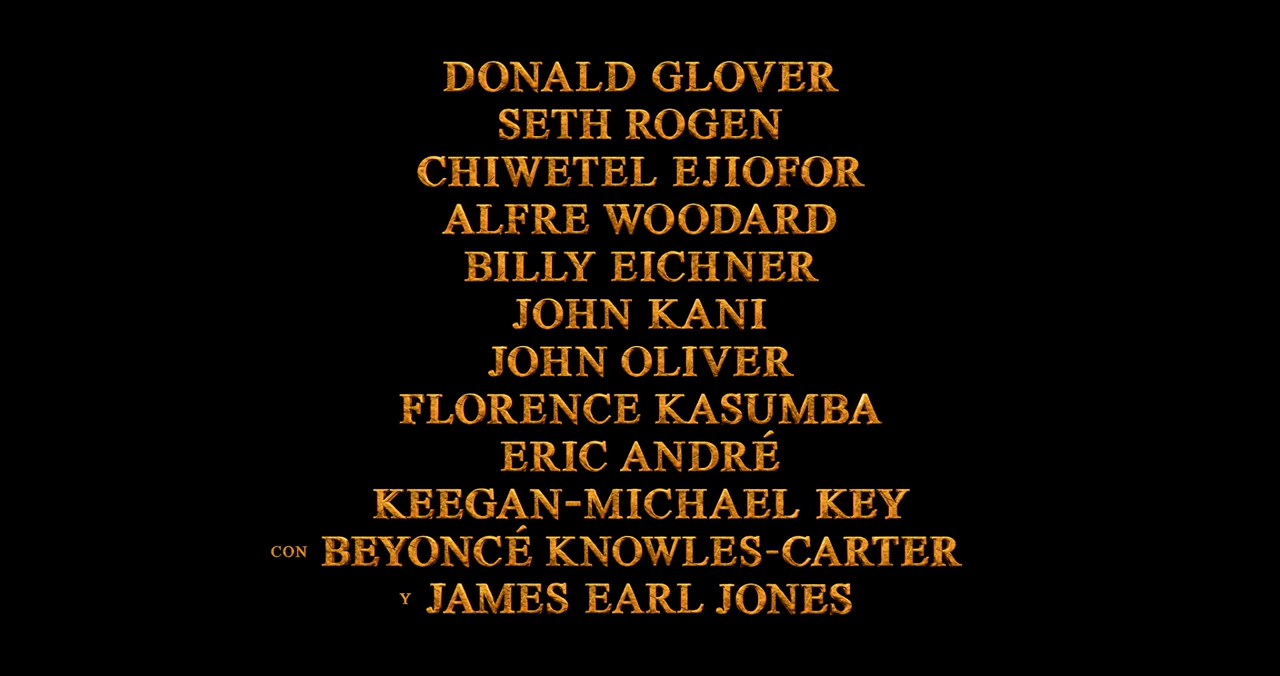 DONALD GLOVER
SETH ROGEN
CHIWETEL EJIOFOR
ALFRE WOODARD
BILLY EICHNER
JOHN KANI
JOHN OLIVER
FLORENCE KASUMBA
ERIC ANDRÉ
KEEGAN-MICHAEL KEY
CON BEYONCÉ KNOWLES-CARTER
Y JAMES EARL JONES